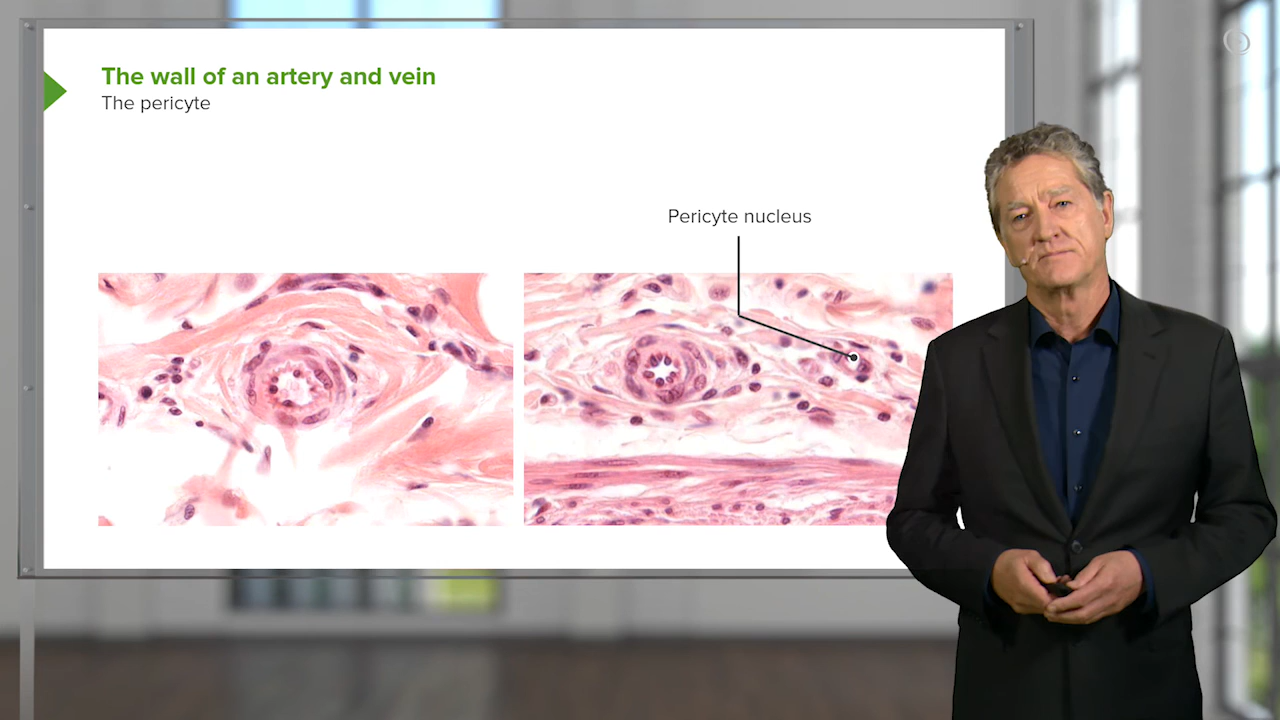 The wall of an artery and vein
The pericyte
Pericyte nucleus